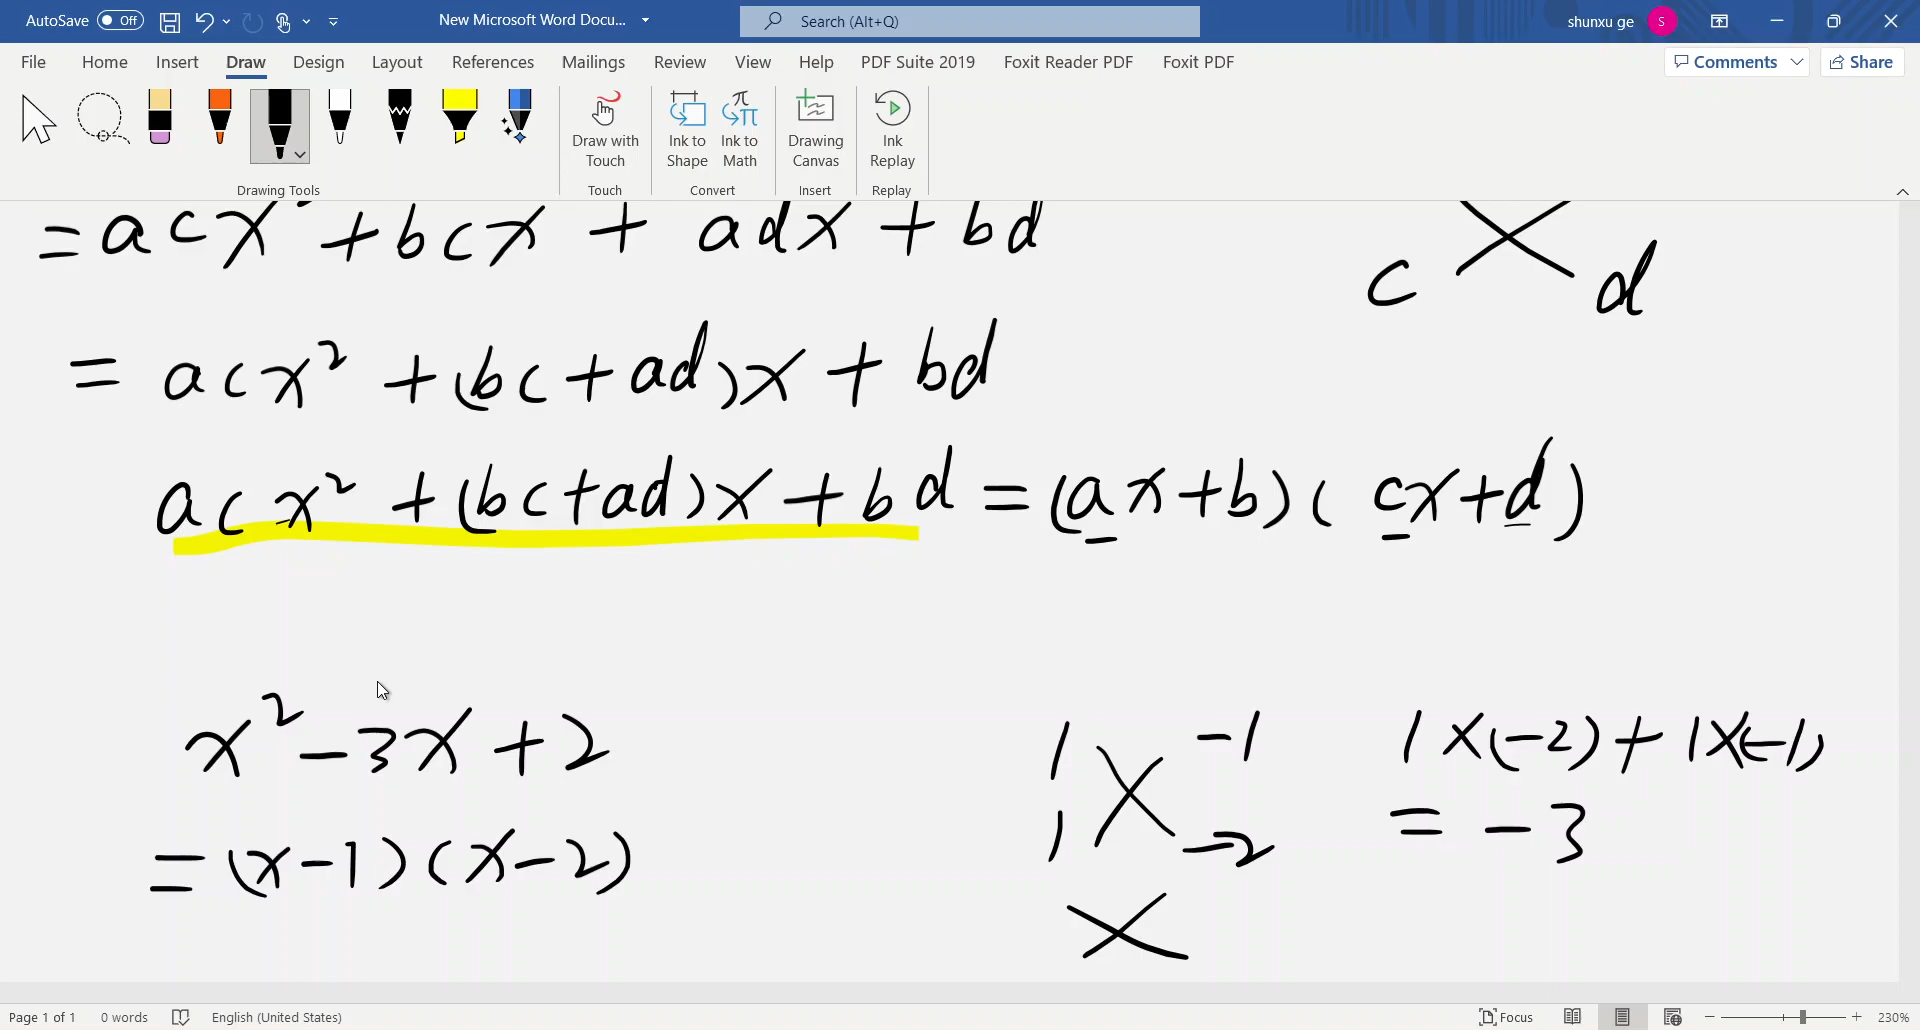 AutoSave Off New Microsoft Word Docu... Search (Alt+Q) shunxu ge S
File Home Insert Draw Design Layout References Mailings Review View Help PDF Suite 2019 Foxit Reader PDF Foxit PDF Comments Share
Draw with Touch
Ink to Shape
Ink to Math
Drawing Canvas
Ink Replay
Drawing Tools Touch Convert Insert Replay
= acx² + bcx + adx + bd
c d
= acx² + (bc + ad)x + bd
acx² + (bc + ad)x + bd = (ax + b)(cx + d)
x² - 3x + 2
1 -1
1 × (-2) + 1 × (-1)
= (x - 1)(x - 2)
1 -2
= -3
Page 1 of 1 0 words English (United States) Focus 230%